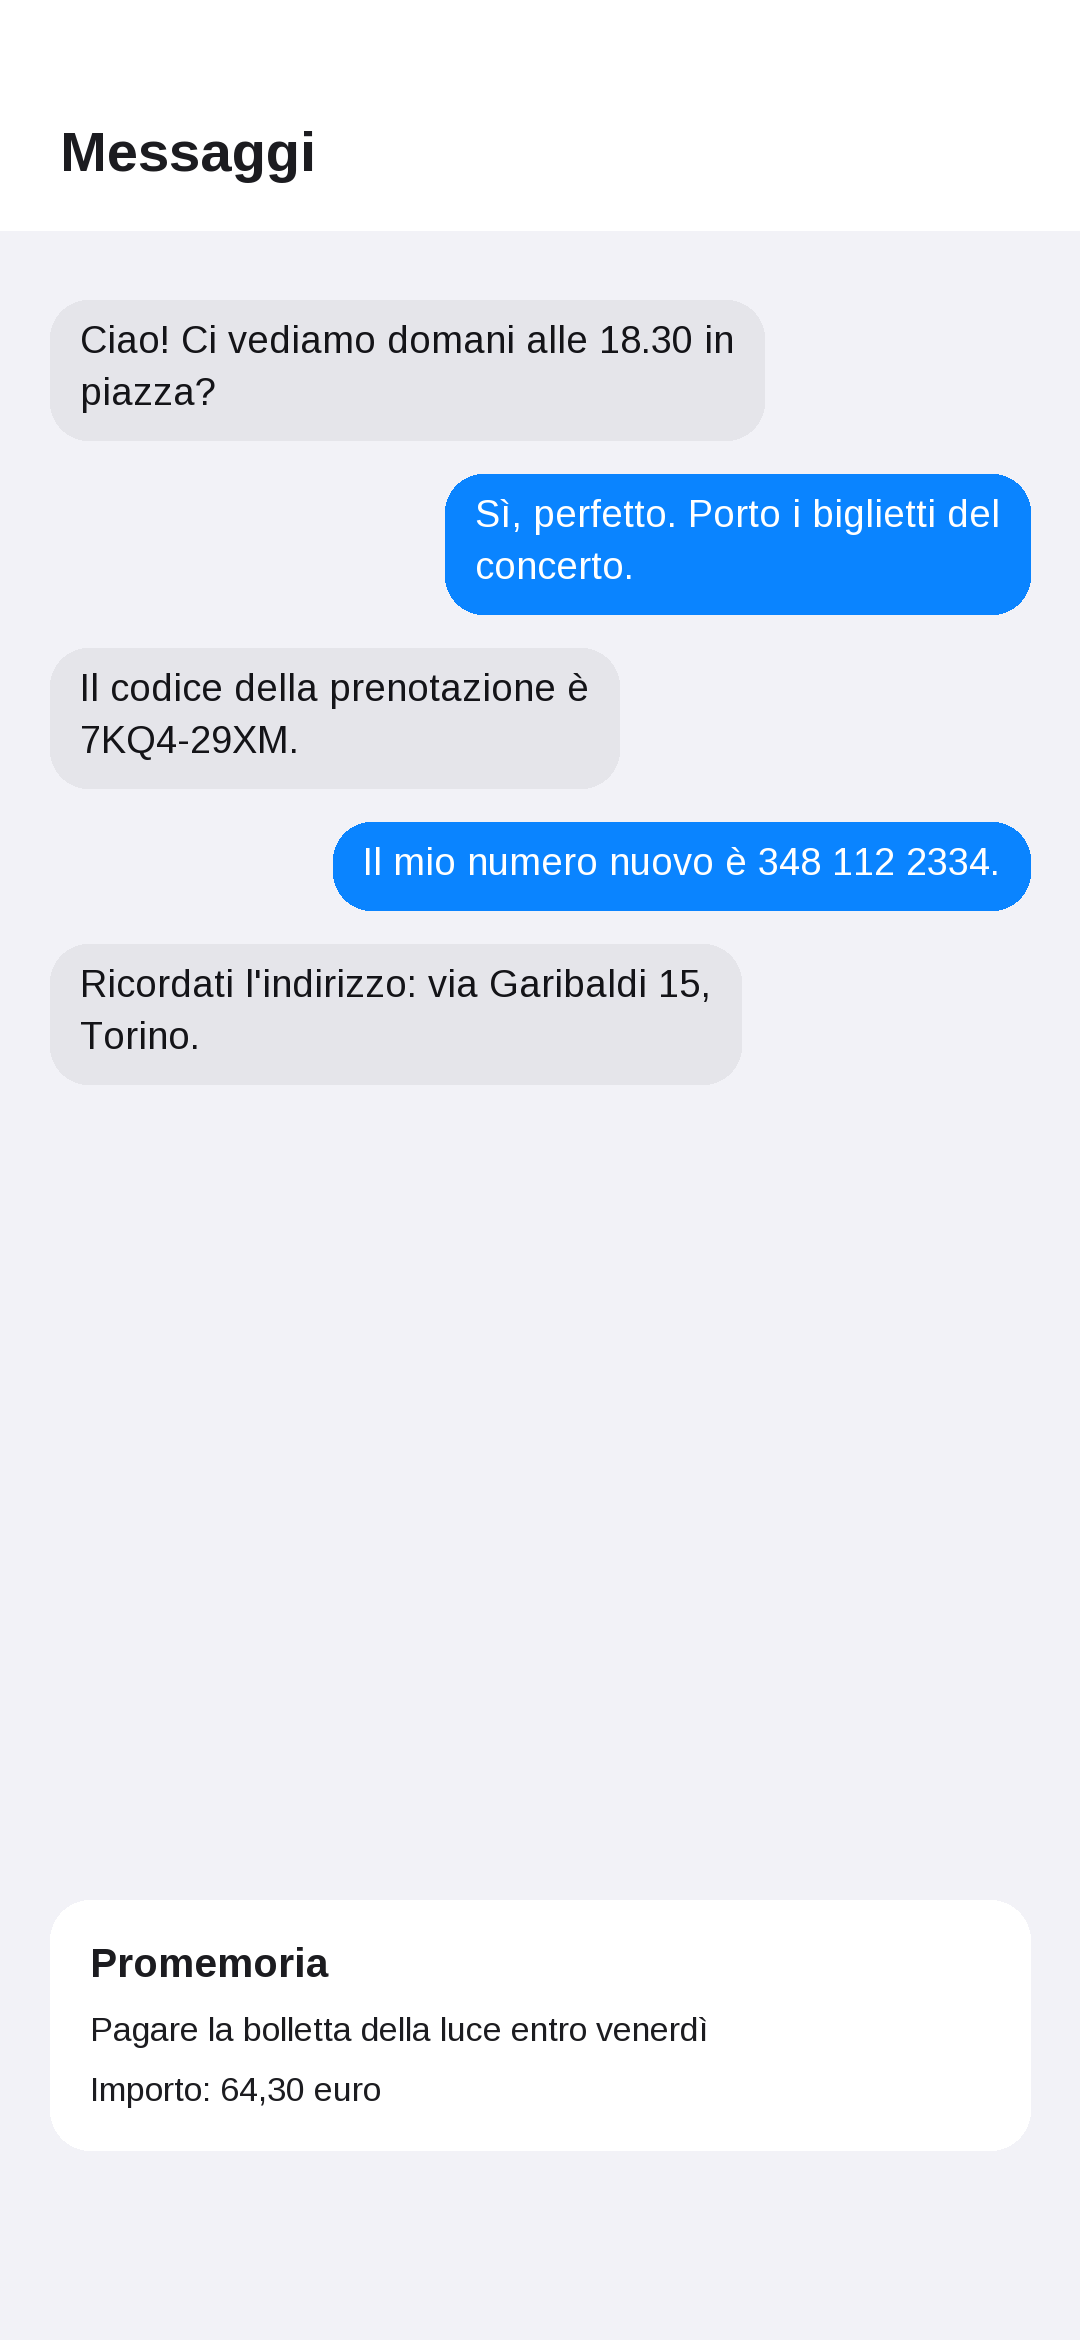 Messaggi
Ciao! Ci vediamo domani alle 18.30 in
piazza?
Sì, perfetto. Porto i biglietti del
concerto.
Il codice della prenotazione è
7KQ4-29XM.
Il mio numero nuovo è 348 112 2334.
Ricordati l'indirizzo: via Garibaldi 15,
Torino.
Promemoria
Pagare la bolletta della luce entro venerdì
Importo: 64,30 euro